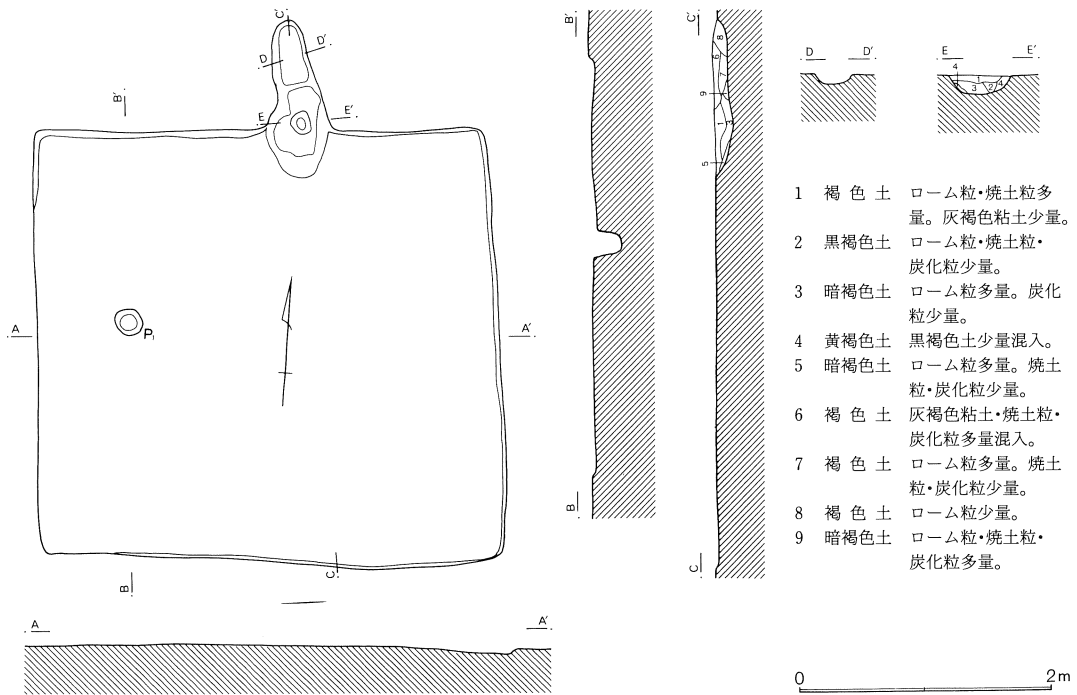 C'
D'
D
B'
E
E'
A
P1
A'
B
C
A
A'
B'
B
C'
8
6
7
9
1
3
5
C
D
D'
E
E'
4
1
3
2
4
1 褐色土 ローム粒・焼土粒多
量。灰褐色粘土少量。
2 黒褐色土 ローム粒・焼土粒・
炭化粒少量。
3 暗褐色土 ローム粒多量。炭化
粒少量。
4 黄褐色土 黒褐色土少量混入。
5 暗褐色土 ローム粒多量。焼土
粒・炭化粒少量。
6 褐色土 灰褐色粘土・焼土粒・
炭化粒多量混入。
7 褐色土 ローム粒多量。焼土
粒・炭化粒少量。
8 褐色土 ローム粒少量。
9 暗褐色土 ローム粒・焼土粒・
炭化粒多量。
0 2m